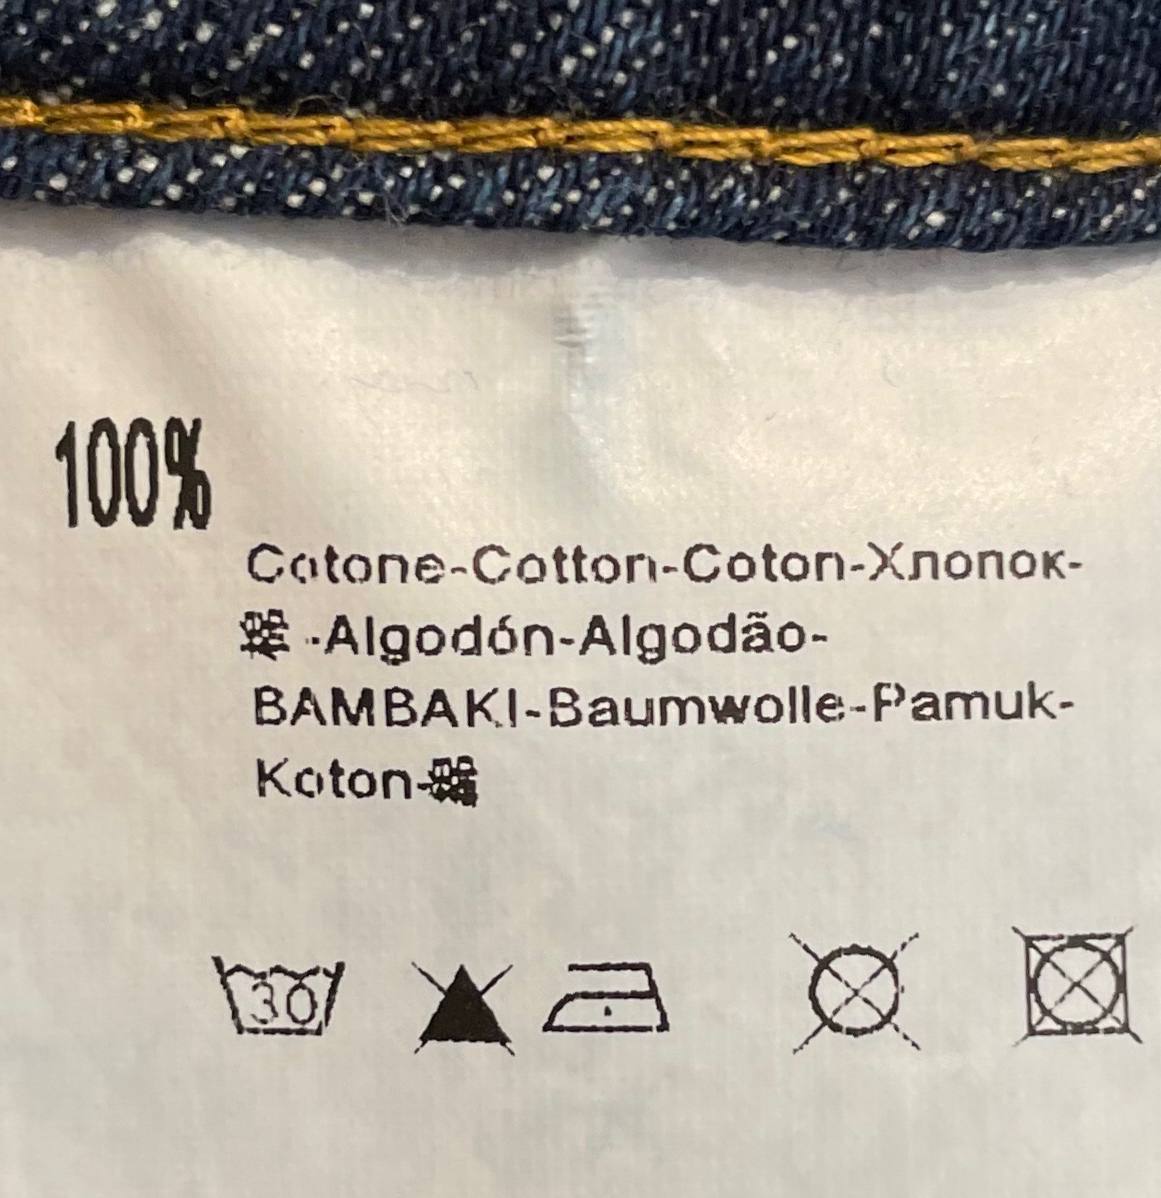 100%
Cotone-Cotton-Coton-Хлопок-
-Algodón-Algodão-
BAMBAKI-Baumwolle-Pamuk-
Koton-
30